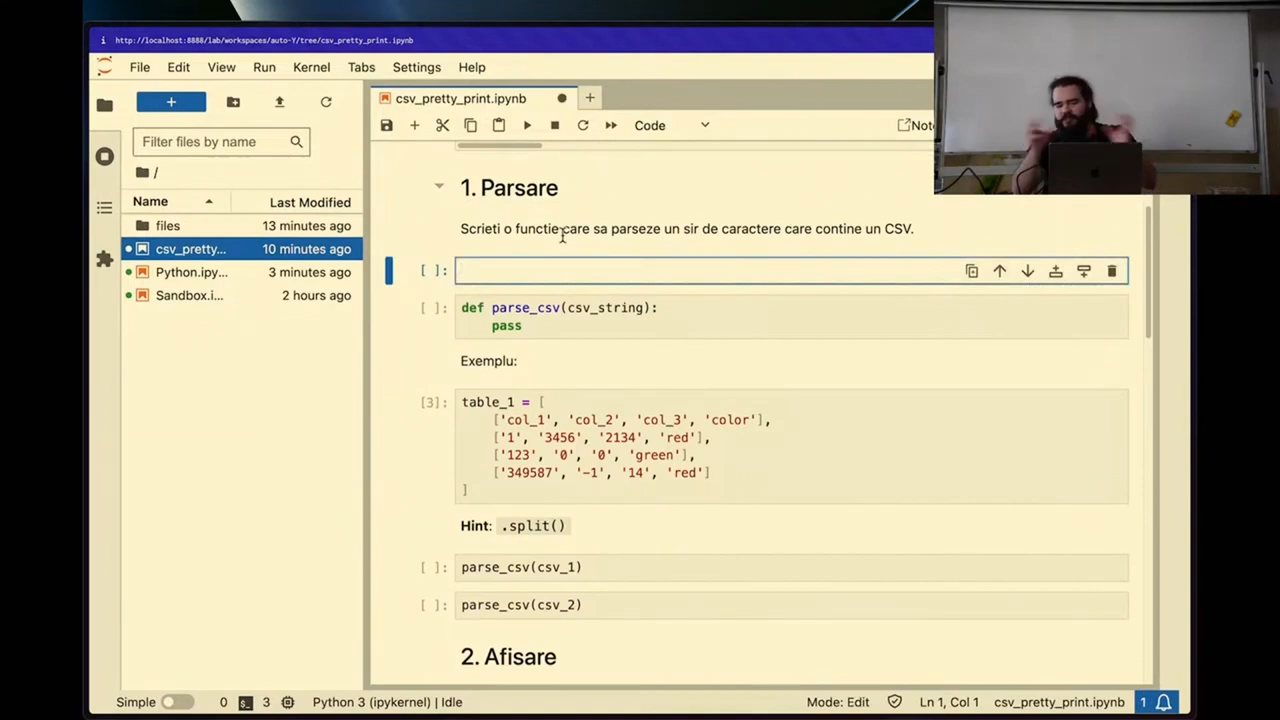 http://localhost:8888/lab/workspaces/auto-Y/tree/csv_pretty_print.ipynb
File Edit View Run Kernel Tabs Settings Help
csv_pretty_print.ipynb
Code
Filter files by name
/
Name Last Modified
files 13 minutes ago
csv_pretty... 10 minutes ago
Python.ipy... 3 minutes ago
Sandbox.i... 2 hours ago
1. Parsare
Scrieti o functie care sa parseze un sir de caractere care contine un CSV.
[ ]:
[ ]: def parse_csv(csv_string):
pass
Exemplu:
[3]: table_1 = [
['col_1', 'col_2', 'col_3', 'color'],
['1', '3456', '2134', 'red'],
['123', '0', '0', 'green'],
['349587', '-1', '14', 'red']
]
Hint: .split()
[ ]: parse_csv(csv_1)
[ ]: parse_csv(csv_2)
2. Afisare
Simple 0 3 Python 3 (ipykernel) | Idle Mode: Edit Ln 1, Col 1 csv_pretty_print.ipynb 1